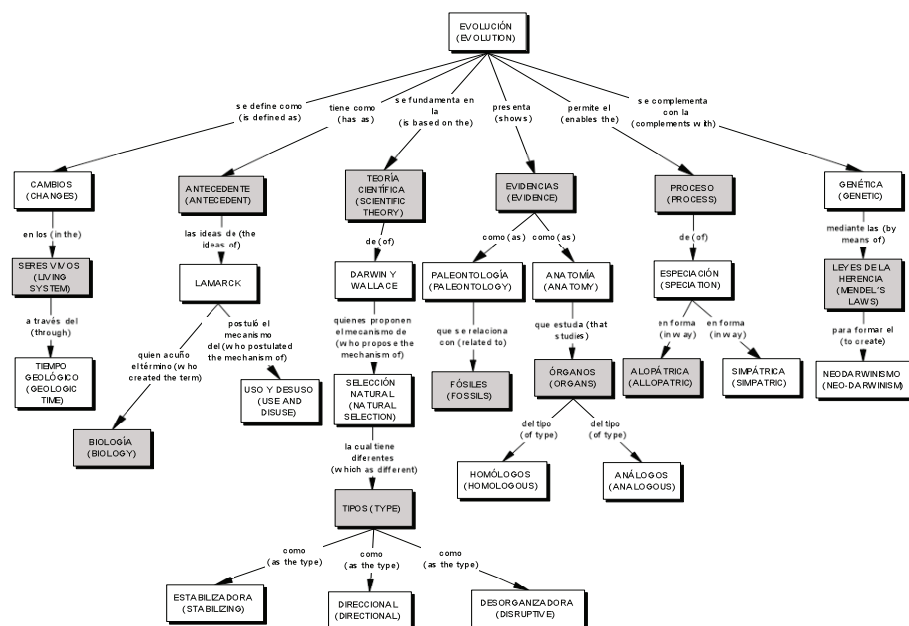 EVOLUCIÓN
(EVOLUTION)
se define como
(is defined as)
tiene como
(has as)
se fundamenta en
la
(is based on the)
presenta
(shows)
permite el
(enables the)
se complementa
con la
(complements with)
CAMBIOS
(CHANGES)
ANTECEDENTE
(ANTECEDENT)
TEORÍA
CIENTÍFICA
(SCIENTIFIC
THEORY)
EVIDENCIAS
(EVIDENCE)
PROCESO
(PROCESS)
GENÉTICA
(GENETIC)
en los (in the)
las ideas de (the
ideas of)
de (of)
como (as)
como (as)
de (of)
mediante las (by
means of)
SERES VIVOS
(LIVING
SYSTEM)
LAMARCK
DARWIN Y
WALLACE
PALEONTOLOGÍA
(PALEONTOLOGY)
ANATOMÍA
(ANATOMY)
ESPECIACIÓN
(SPECIATION)
LEYES DE LA
HERENCIA
(MENDEL'S
LAWS)
a través del
(through)
quien acuño
el término (who
created the term)
postuló el
mecanismo
del (who postulated
the mechanism of)
quienes proponen
el mecanismo de
(who propose the
mechanism of)
que se relaciona
con (related to)
que estudia (that
studies)
en forma
(in way)
en forma
(in way)
para formar el
(to create)
TIEMPO
GEOLÓGICO
(GEOLOGIC
TIME)
BIOLOGÍA
(BIOLOGY)
USO Y DESUSO
(USE AND
DISUSE)
SELECCIÓN
NATURAL
(NATURAL
SELECTION)
FÓSILES
(FOSSILS)
ÓRGANOS
(ORGANS)
ALOPÁTRICA
(ALLOPATRIC)
SIMPÁTRICA
(SIMPATRIC)
NEODARWINISMO
(NEO-DARWINISM)
la cual tiene
diferentes
(which as different)
del tipo
(of type)
del tipo
(of type)
HOMÓLOGOS
(HOMOLOGOUS)
ANÁLOGOS
(ANALOGOUS)
TIPOS (TYPE)
como
(as the type)
como
(as the type)
como
(as the type)
ESTABILIZADORA
(STABILIZING)
DIRECCIONAL
(DIRECTIONAL)
DESORGANIZADORA
(DISRUPTIVE)